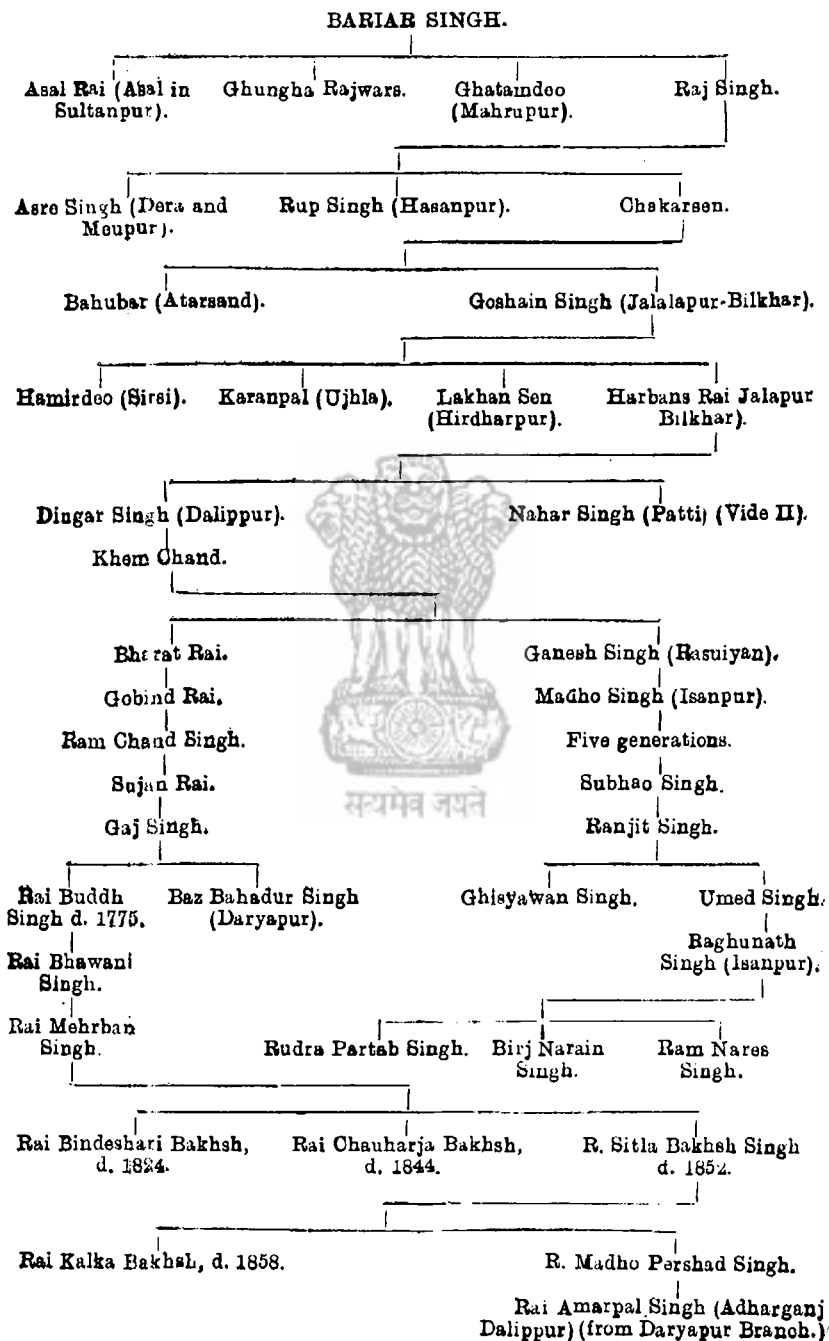 BARIAR SINGH.
Asal Rai (Asal in Sultanpur).
Ghungha Rajwars.
Ghatamdeo (Mahrupur).
Raj Singh.
Asre Singh (Dera and Meupur).
Rup Singh (Hasanpur).
Chakarsen.
Bahubar (Atarsand).
Goshain Singh (Jalalapur-Bilkhar).
Hamirdeo (Sirsi).
Karanpal (Ujhla).
Lakhan Sen (Hirdharpur).
Harbans Rai Jalapur Bilkhar).
Dingar Singh (Dalippur).
Nahar Singh (Patti) (Vide II).
Khem Chand.
Bharat Rai.
Ganesh Singh (Rasuiyan).
Gobind Rai.
Madho Singh (Isanpur).
Ram Chand Singh.
Five generations.
Sujan Rai.
Subhao Singh.
सत्यमेव जयते
Gaj Singh.
Ranjit Singh.
Rai Buddh Singh d. 1775.
Baz Bahadur Singh (Daryapur).
Ghisyawan Singh.
Umed Singh.
Rai Bhawani Singh.
Raghunath Singh (Isanpur).
Rai Mehrban Singh.
Rudra Partab Singh.
Birj Narain Singh.
Ram Nares Singh.
Rai Bindeshari Bakhsh, d. 1824.
Rai Chauharja Bakhsh, d. 1844.
R. Sitla Bakhsh Singh d. 1852.
Rai Kalka Bakhsh, d. 1858.
R. Madho Pershad Singh.
Rai Amarpal Singh (Adharganj Dalippur) (from Daryapur Branch.)